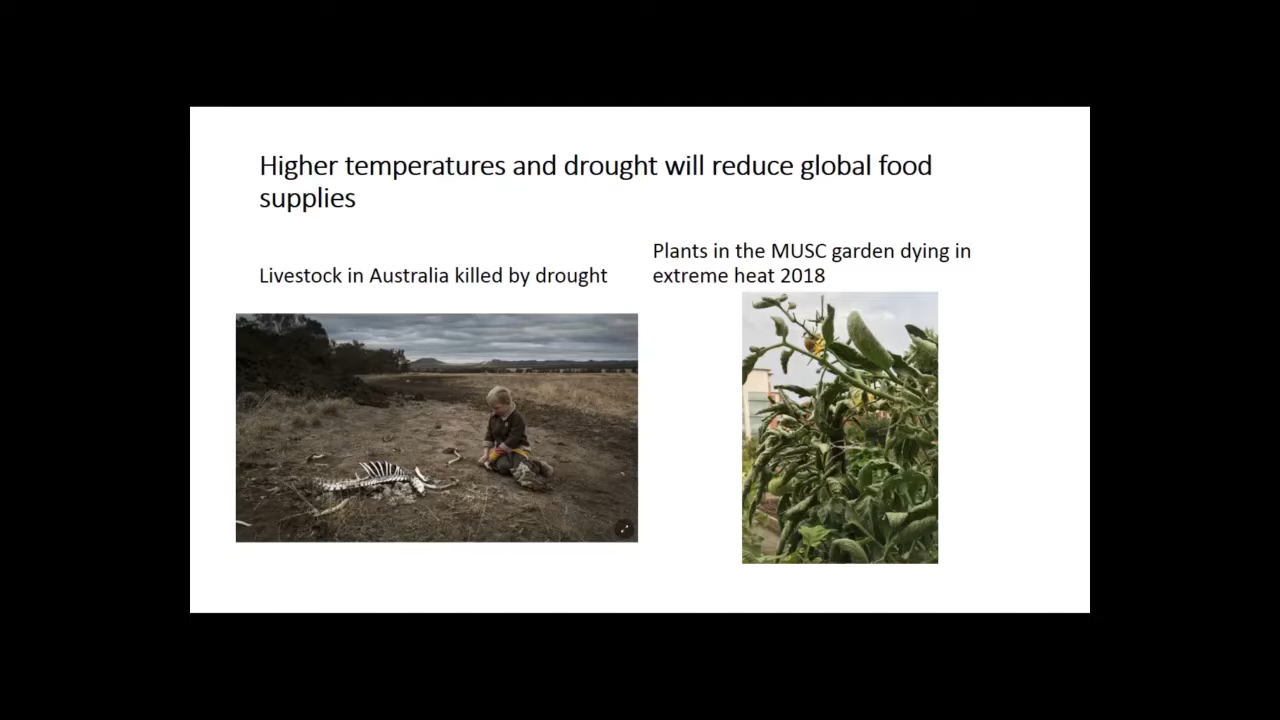 Higher temperatures and drought will reduce global food
supplies
Livestock in Australia killed by drought
Plants in the MUSC garden dying in
extreme heat 2018